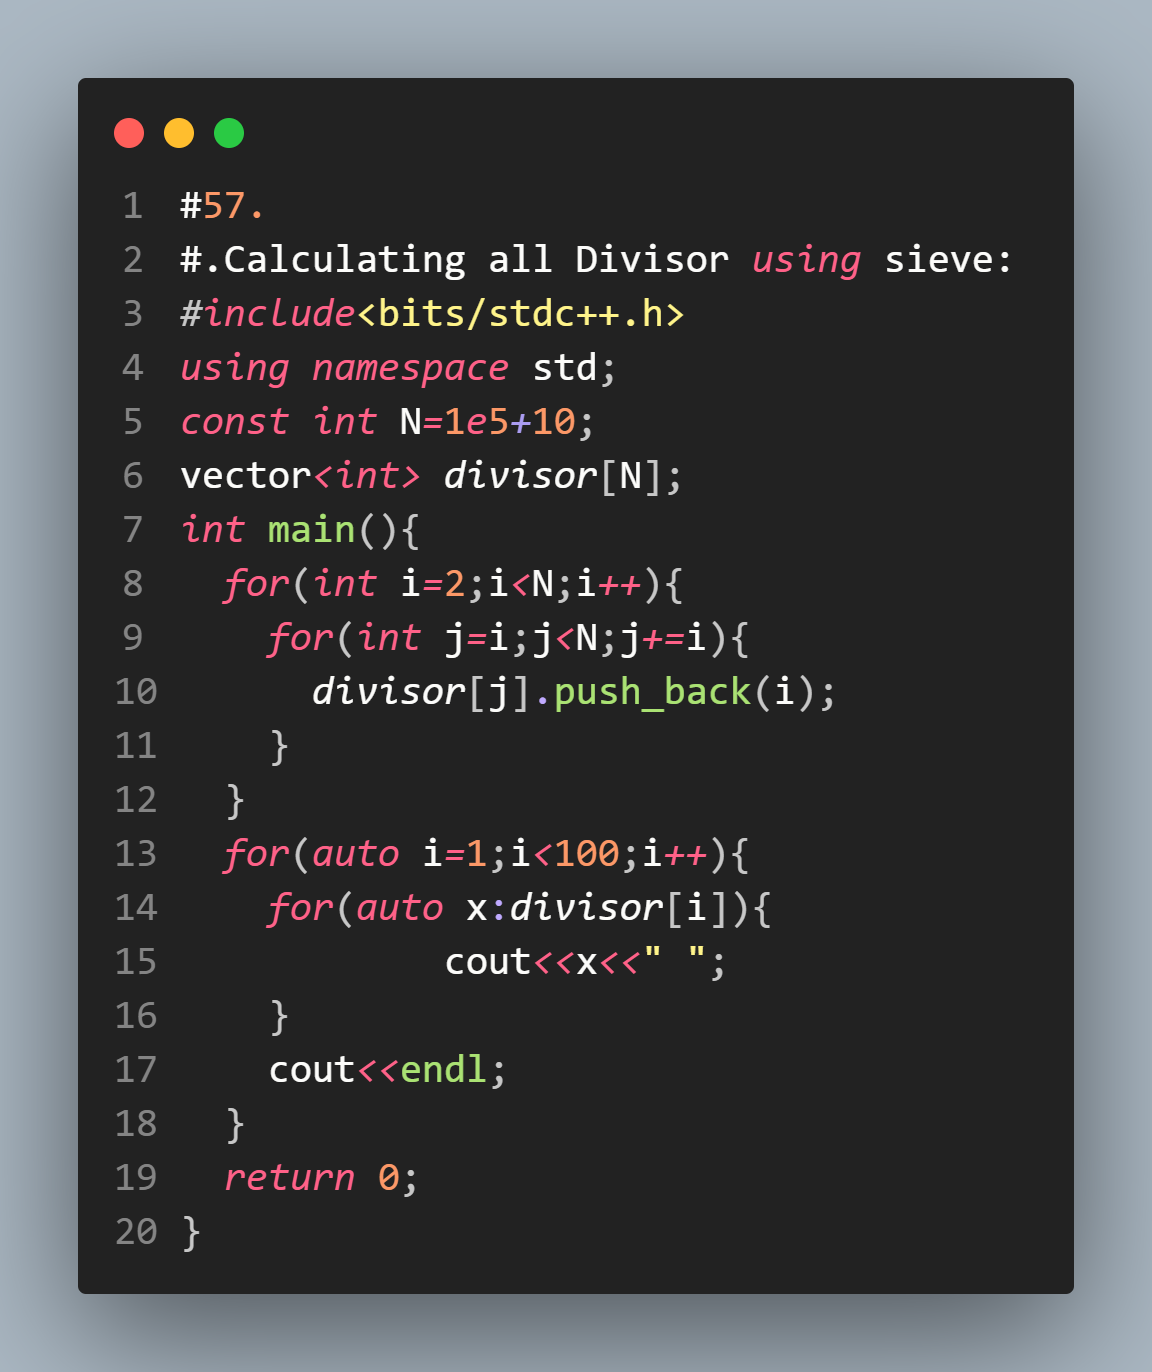 1 #57.
2 #.Calculating all Divisor using sieve:
3 #include<bits/stdc++.h>
4 using namespace std;
5 const int N=1e5+10;
6 vector<int> divisor[N];
7 int main(){
8   for(int i=2;i<N;i++){
9     for(int j=i;j<N;j+=i){
10       divisor[j].push_back(i);
11     }
12   }
13   for(auto i=1;i<100;i++){
14     for(auto x:divisor[i]){
15             cout<<x<<" ";
16     }
17     cout<<endl;
18   }
19   return 0;
20 }